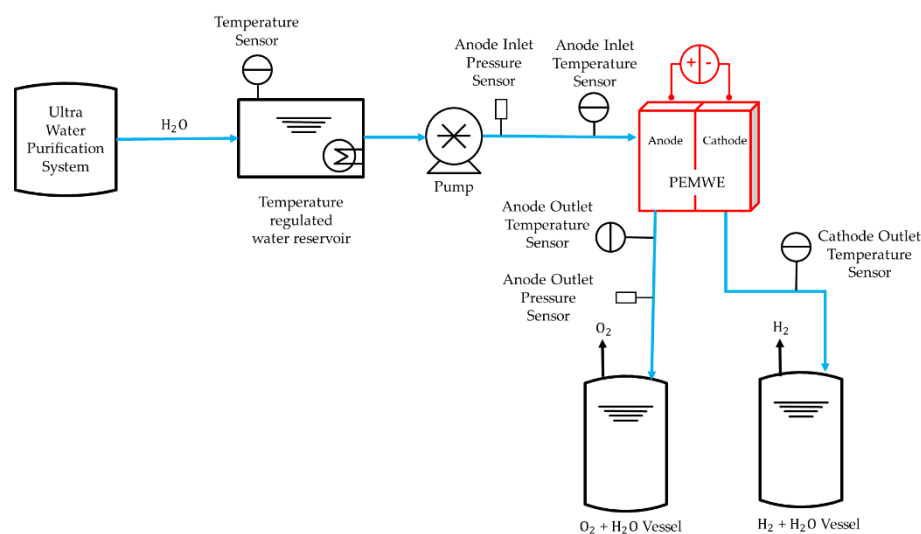 Temperature
Sensor
Anode Inlet
Pressure
Sensor
Anode Inlet
Temperature
Sensor
+ -
Ultra
Water
Purification
System
H₂O
Anode
Cathode
PEMWE
Pump
Temperature
regulated
water reservoir
Anode Outlet
Temperature
Sensor
Cathode Outlet
Temperature
Sensor
Anode Outlet
Pressure
Sensor
O₂
H₂
O₂ + H₂O Vessel
H₂ + H₂O Vessel